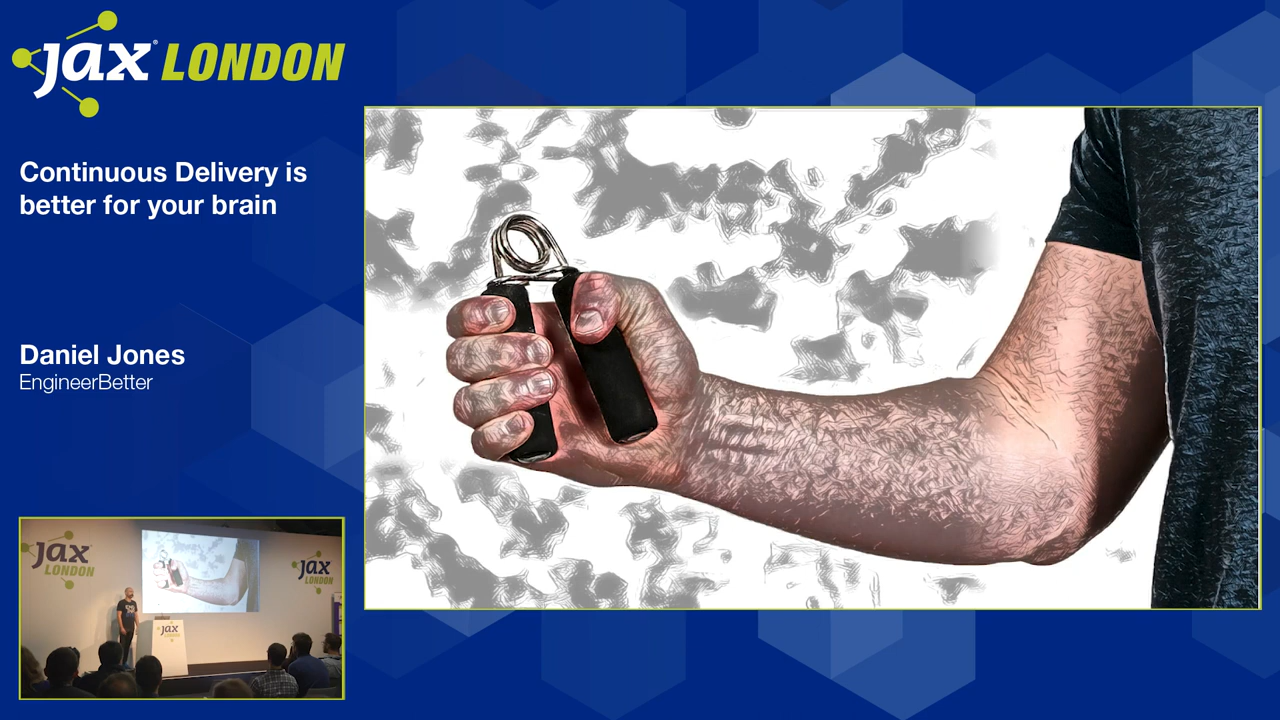 jax® LONDON
Continuous Delivery is
better for your brain
Daniel Jones
EngineerBetter
jax
LONDON
jax
LONDON
jax
LONDON